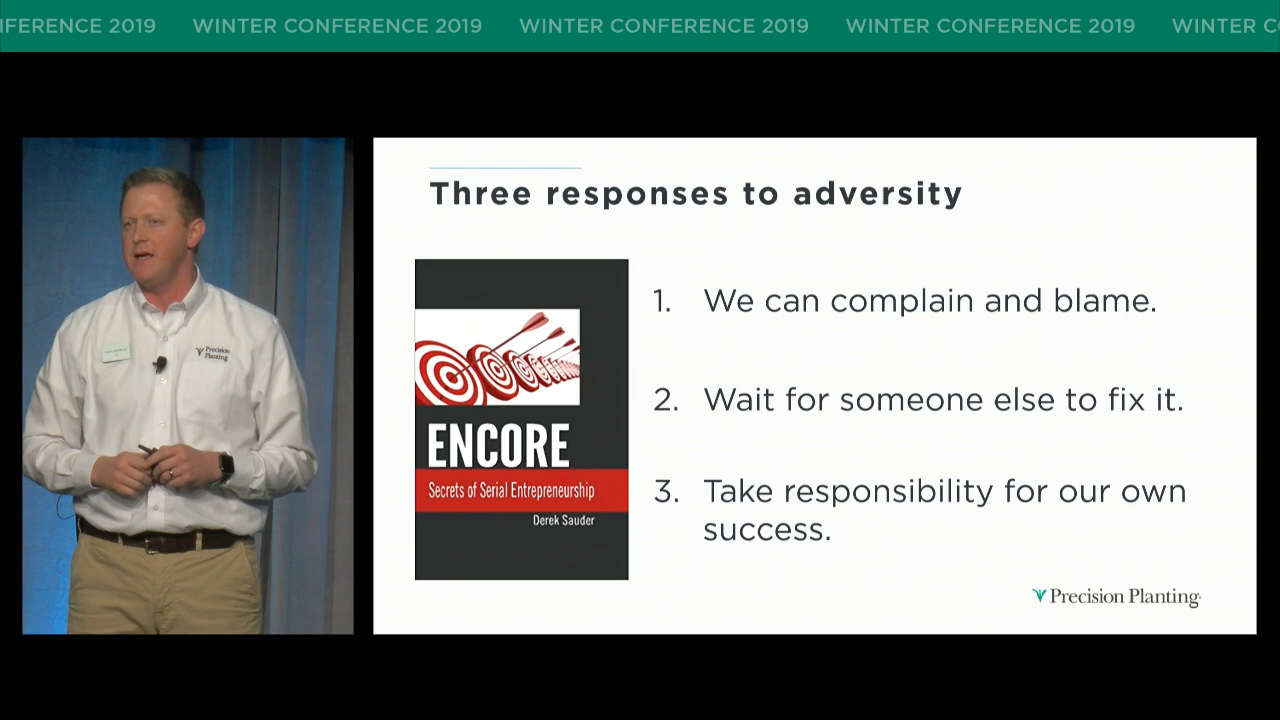 IFERENCE 2019 WINTER CONFERENCE 2019 WINTER CONFERENCE 2019 WINTER CONFERENCE 2019 WINTER C
Three responses to adversity
1. We can complain and blame.
2. Wait for someone else to fix it.
3. Take responsibility for our own
success.
ENCORE
Secrets of Serial Entrepreneurship
Derek Sauder
Precision Planting
Precision
Planting